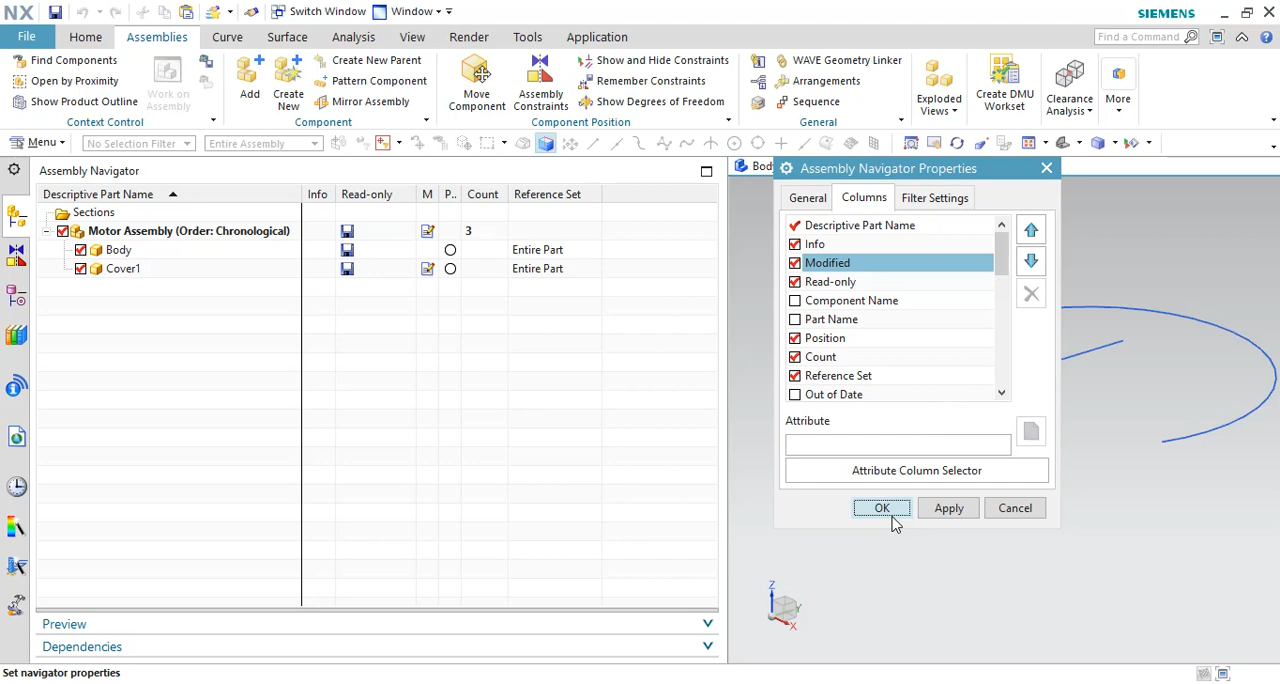 NX
Switch Window
Window
SIEMENS
File
Home
Assemblies
Curve
Surface
Analysis
View
Render
Tools
Application
Find a Command
Find Components
Open by Proximity
Show Product Outline
Work on Assembly
Context Control
Add
Create New
Create New Parent
Pattern Component
Mirror Assembly
Component
Move Component
Assembly Constraints
Show and Hide Constraints
Remember Constraints
Show Degrees of Freedom
Component Position
WAVE Geometry Linker
Arrangements
Sequence
General
Exploded Views
Create DMU Workset
Clearance Analysis
More
Menu
No Selection Filter
Entire Assembly
Assembly Navigator
Descriptive Part Name
Info
Read-only
M
P..
Count
Reference Set
Sections
Motor Assembly (Order: Chronological)
3
Body
Entire Part
Cover1
Entire Part
Preview
Dependencies
Body
Assembly Navigator Properties
General
Columns
Filter Settings
Descriptive Part Name
Info
Modified
Read-only
Component Name
Part Name
Position
Count
Reference Set
Out of Date
Attribute
Attribute Column Selector
OK
Apply
Cancel
Z
Y
X
Set navigator properties